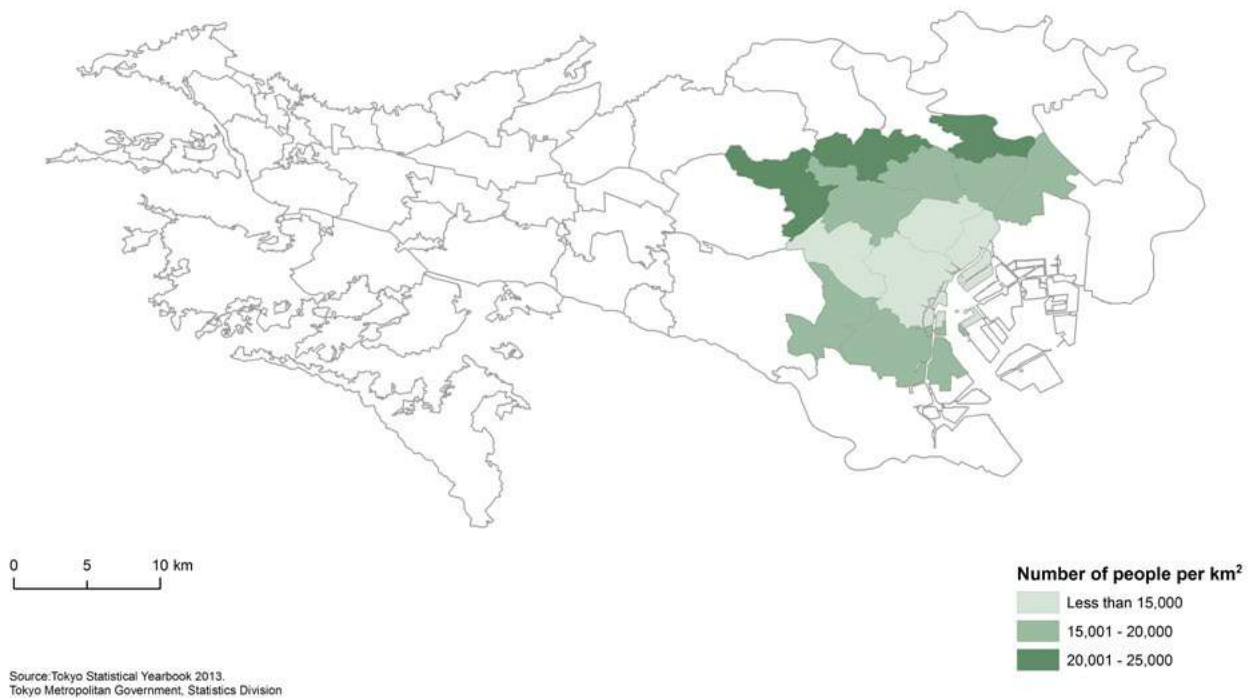 0 5 10 km
Number of people per km²
Less than 15,000
15,001 - 20,000
20,001 - 25,000
Source:Tokyo Statistical Yearbook 2013.
Tokyo Metropolitan Government, Statistics Division